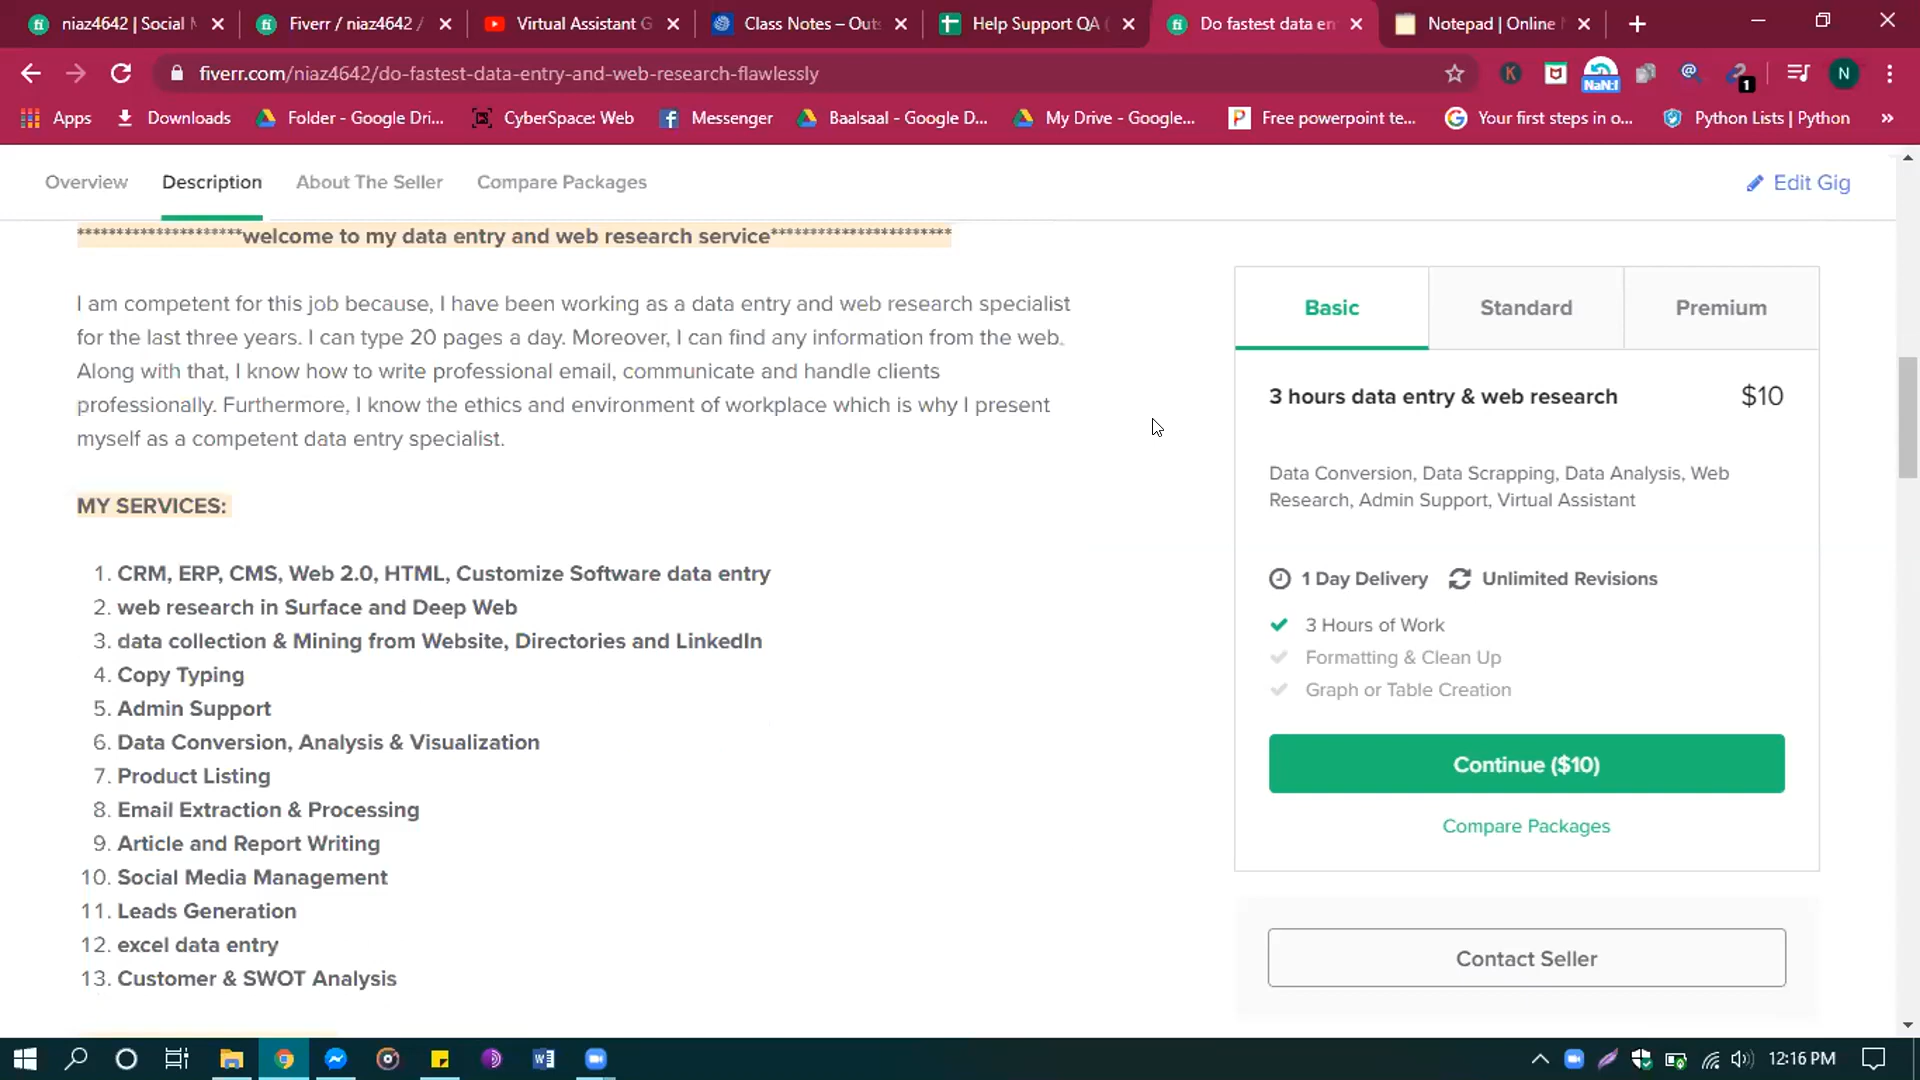 niaz4642 | Social
Fiverr / niaz4642 /
Virtual Assistant G
Class Notes – Outs
Help Support QA (
Do fastest data en
Notepad | Online
fiverr.com/niaz4642/do-fastest-data-entry-and-web-research-flawlessly
K
NaN:I
1
N
Apps
Downloads
Folder - Google Dri...
CyberSpace: Web
Messenger
Baalsaal - Google D...
My Drive - Google...
Free powerpoint te...
Your first steps in o...
Python Lists | Python
»
Overview
Description
About The Seller
Compare Packages
Edit Gig
*********************welcome to my data entry and web research service***********************
I am competent for this job because, I have been working as a data entry and web research specialist
for the last three years. I can type 20 pages a day. Moreover, I can find any information from the web.
Along with that, I know how to write professional email, communicate and handle clients
professionally. Furthermore, I know the ethics and environment of workplace which is why I present
myself as a competent data entry specialist.
MY SERVICES:
1. CRM, ERP, CMS, Web 2.0, HTML, Customize Software data entry
2. web research in Surface and Deep Web
3. data collection & Mining from Website, Directories and LinkedIn
4. Copy Typing
5. Admin Support
6. Data Conversion, Analysis & Visualization
7. Product Listing
8. Email Extraction & Processing
9. Article and Report Writing
10. Social Media Management
11. Leads Generation
12. excel data entry
13. Customer & SWOT Analysis
Basic
Standard
Premium
3 hours data entry & web research
$10
Data Conversion, Data Scrapping, Data Analysis, Web
Research, Admin Support, Virtual Assistant
1 Day Delivery
Unlimited Revisions
3 Hours of Work
Formatting & Clean Up
Graph or Table Creation
Continue ($10)
Compare Packages
Contact Seller
12:16 PM